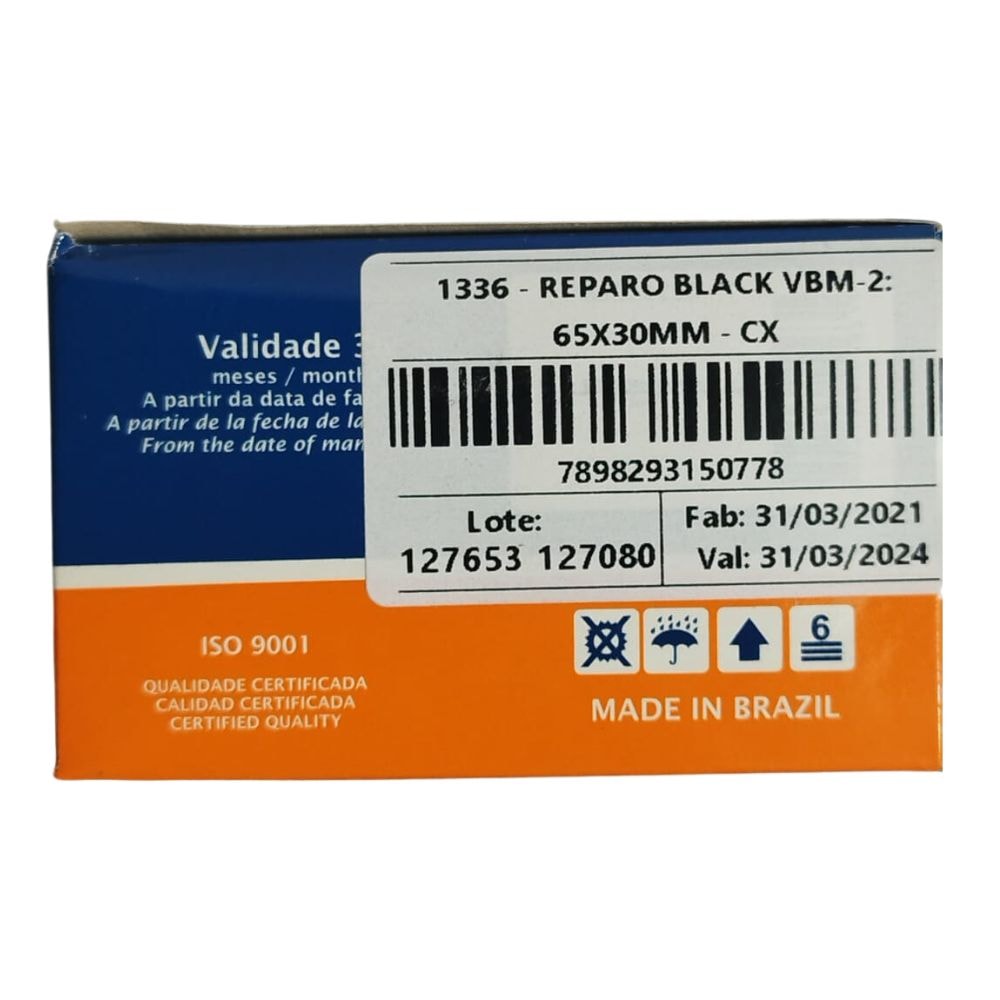 1336 - REPARO BLACK VBM-2:
65X30MM - CX
7898293150778
Lote:
127653 127080
Fab: 31/03/2021
Val: 31/03/2024
Validade
meses /
A partir da data de
A partir de la fecha de
From the date of
ISO 9001
QUALIDADE CERTIFICADA
CALIDAD CERTIFICADA
CERTIFIED QUALITY
6
MADE IN BRAZIL